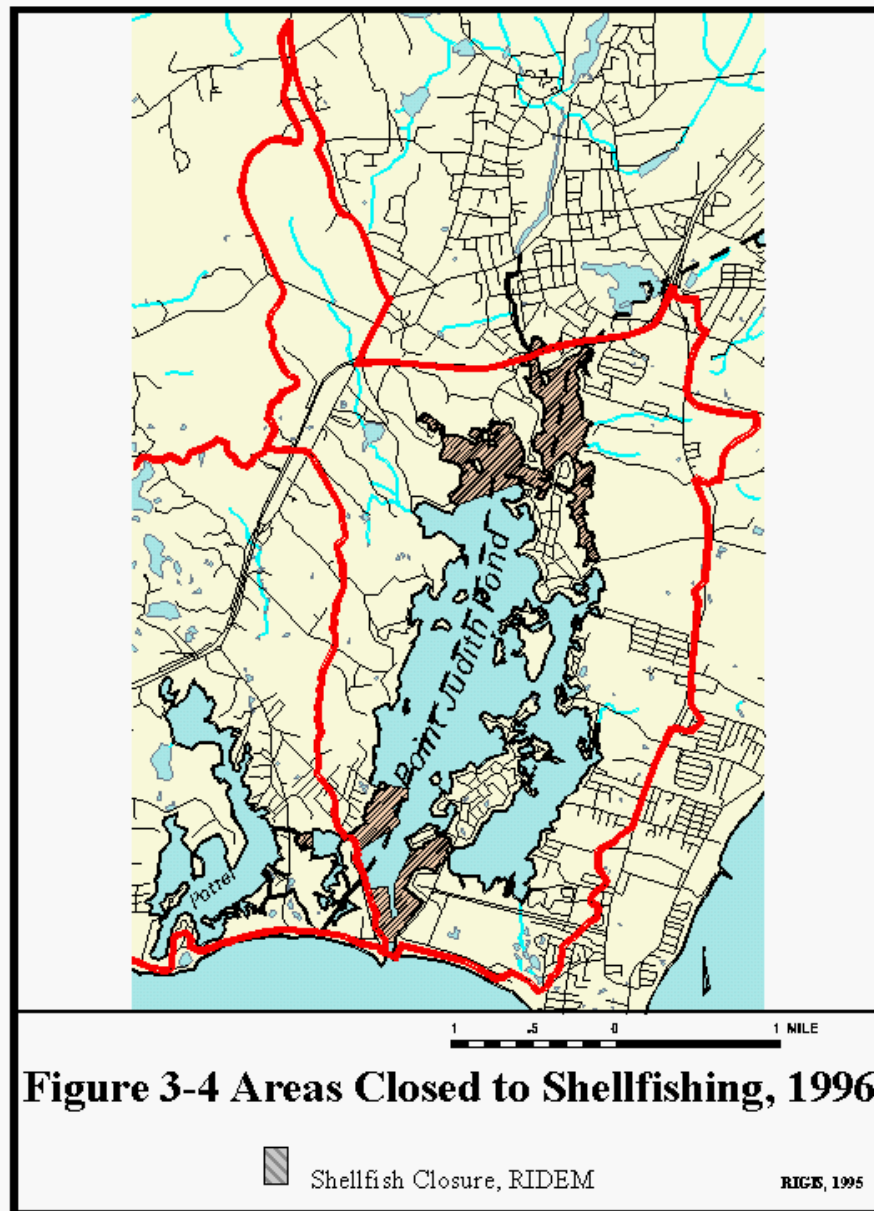 Point Judith Pond
Potter
1 .5 0 1 MILE
Figure 3-4 Areas Closed to Shellfishing, 1996
Shellfish Closure, RIDEM
RIGIS, 1995